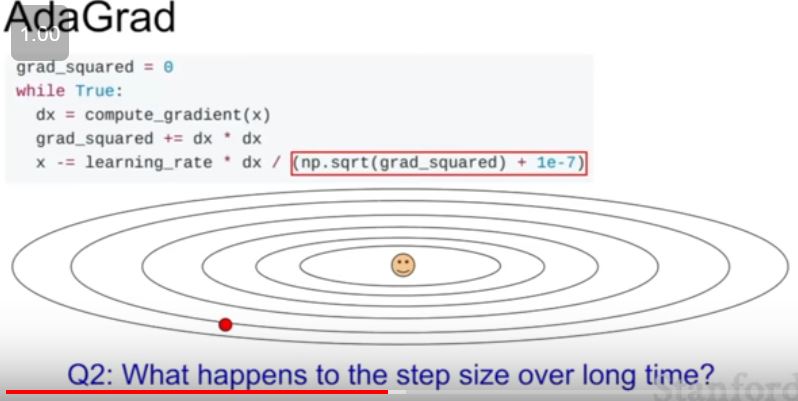 AdaGrad
1.00
grad_squared = 0
while True:
dx = compute_gradient(x)
grad_squared += dx * dx
x -= learning_rate * dx / (np.sqrt(grad_squared) + 1e-7)
Q2: What happens to the step size over long time?
Stanford